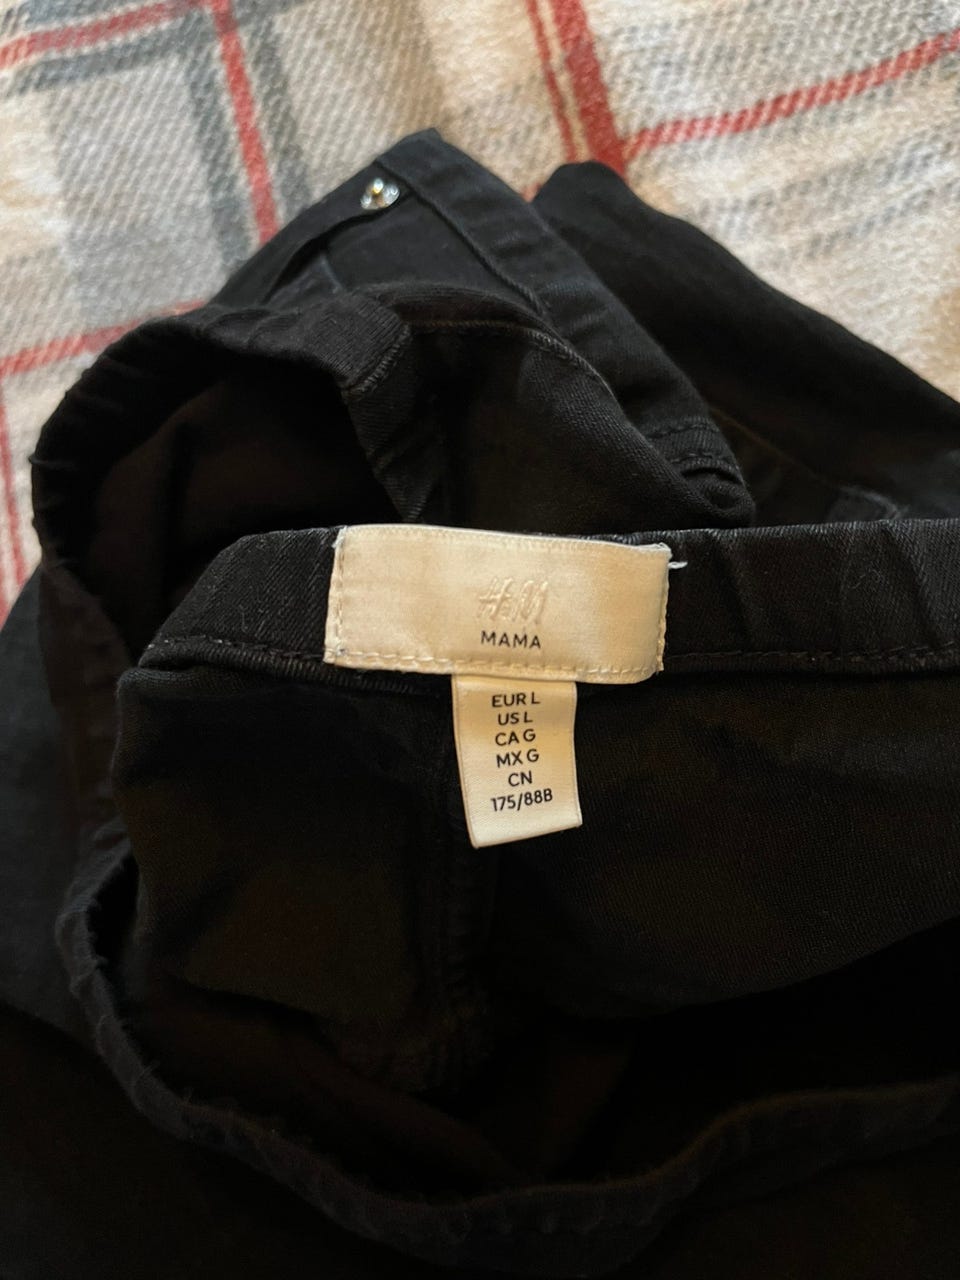 H&M
MAMA
EUR L
US L
CA G
MX G
CN
175/88B